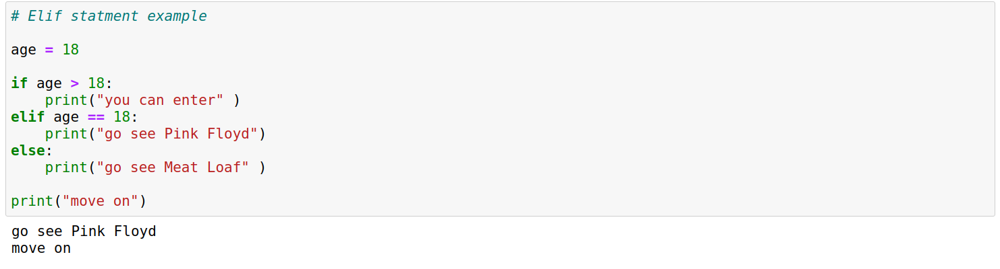 # Elif statment example
age = 18
if age > 18:
    print("you can enter" )
elif age == 18:
    print("go see Pink Floyd")
else:
    print("go see Meat Loaf" )
print("move on")
go see Pink Floyd
move on